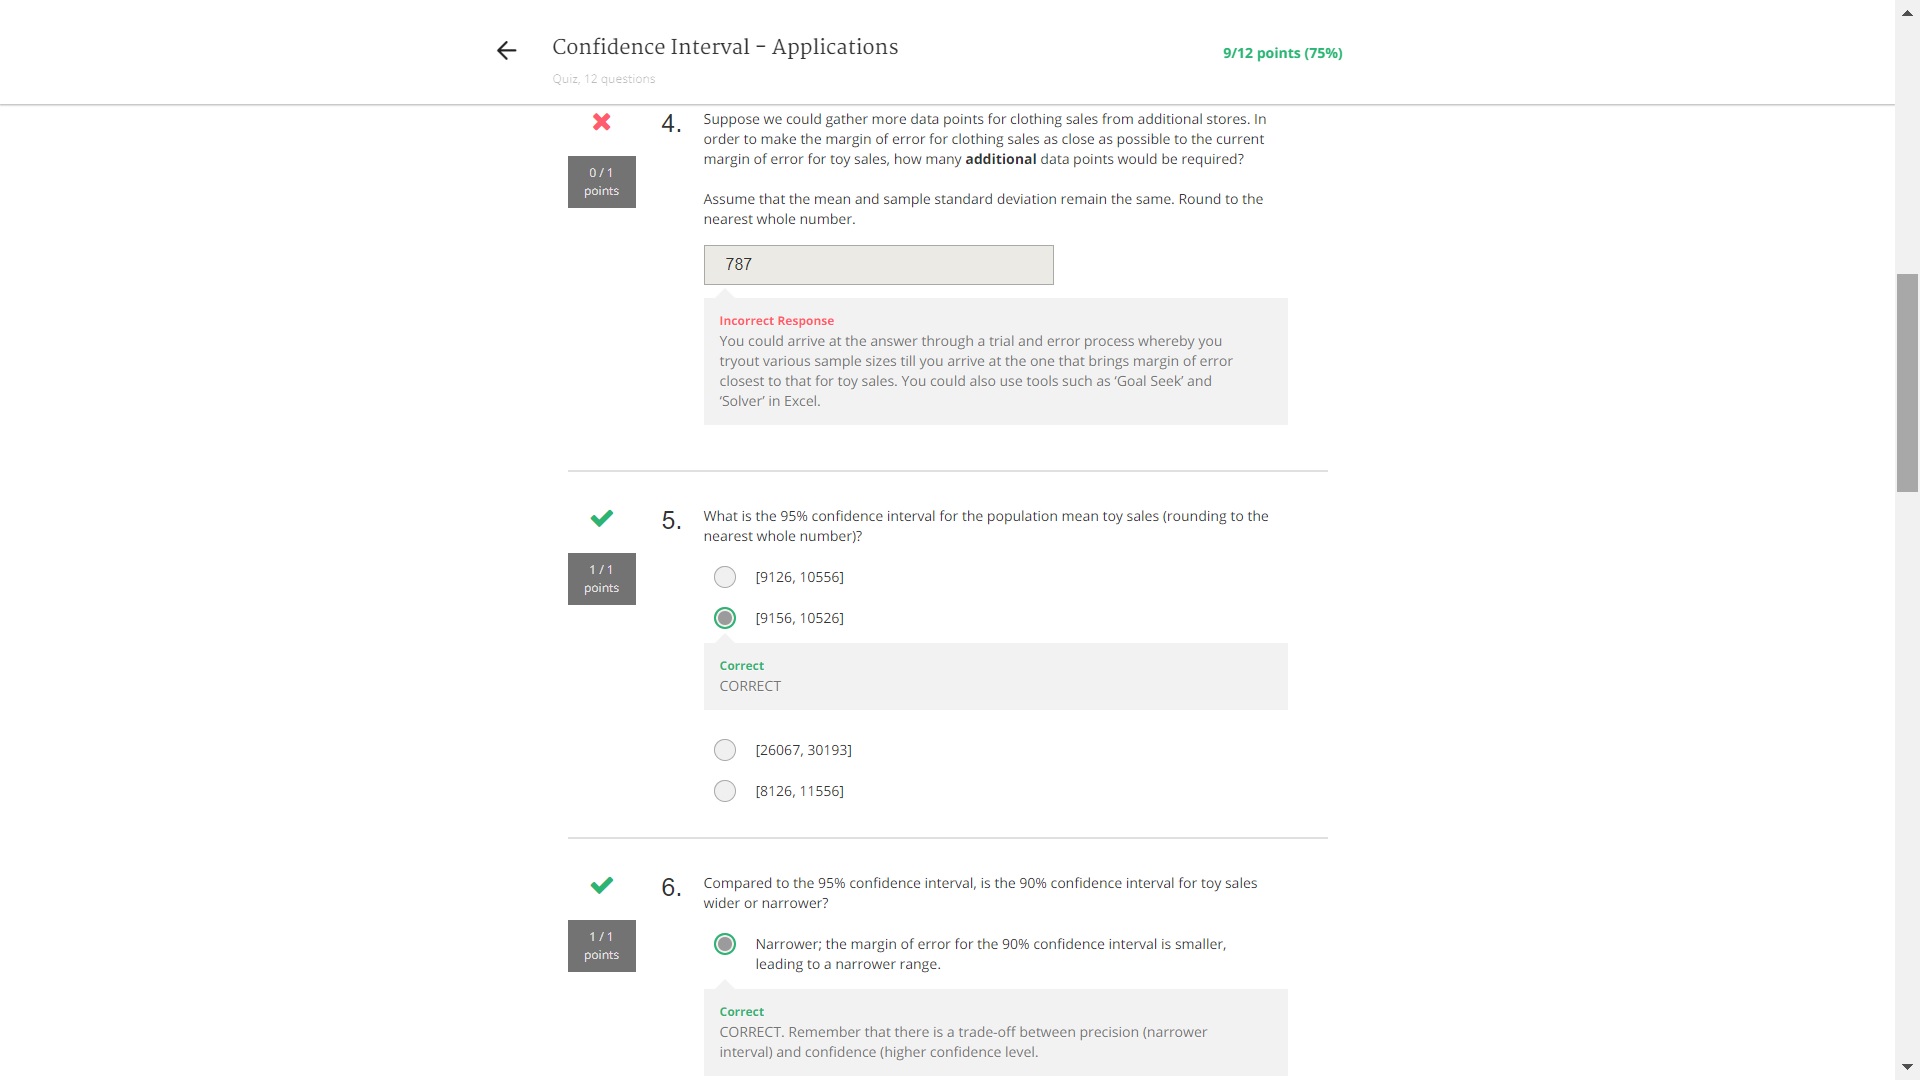 Confidence Interval - Applications
9/12 points (75%)
Quiz, 12 questions
4.
Suppose we could gather more data points for clothing sales from additional stores. In
order to make the margin of error for clothing sales as close as possible to the current
margin of error for toy sales, how many additional data points would be required?
0 / 1
points
Assume that the mean and sample standard deviation remain the same. Round to the
nearest whole number.
787
Incorrect Response
You could arrive at the answer through a trial and error process whereby you
tryout various sample sizes till you arrive at the one that brings margin of error
closest to that for toy sales. You could also use tools such as ‘Goal Seek’ and
‘Solver’ in Excel.
5.
What is the 95% confidence interval for the population mean toy sales (rounding to the
nearest whole number)?
1 / 1
points
[9126, 10556]
[9156, 10526]
Correct
CORRECT
[26067, 30193]
[8126, 11556]
6.
Compared to the 95% confidence interval, is the 90% confidence interval for toy sales
wider or narrower?
1 / 1
points
Narrower; the margin of error for the 90% confidence interval is smaller,
leading to a narrower range.
Correct
CORRECT. Remember that there is a trade-off between precision (narrower
interval) and confidence (higher confidence level.